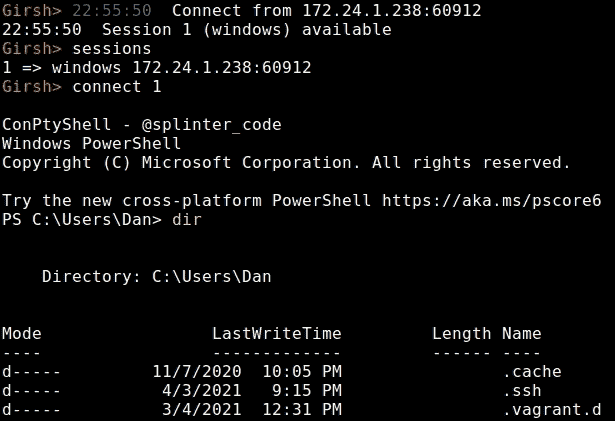 Girsh> 22:55:50  Connect from 172.24.1.238:60912
22:55:50  Session 1 (windows) available
Girsh> sessions
1 => windows 172.24.1.238:60912
Girsh> connect 1
ConPtyShell - @splinter_code
Windows PowerShell
Copyright (C) Microsoft Corporation. All rights reserved.
Try the new cross-platform PowerShell https://aka.ms/pscore6
PS C:\Users\Dan> dir
    Directory: C:\Users\Dan
Mode                 LastWriteTime         Length Name
----                 -------------         ------ ----
d-----         11/7/2020  10:05 PM                .cache
d-----          4/3/2021   9:15 PM                .ssh
d-----          3/4/2021  12:31 PM                .vagrant.d